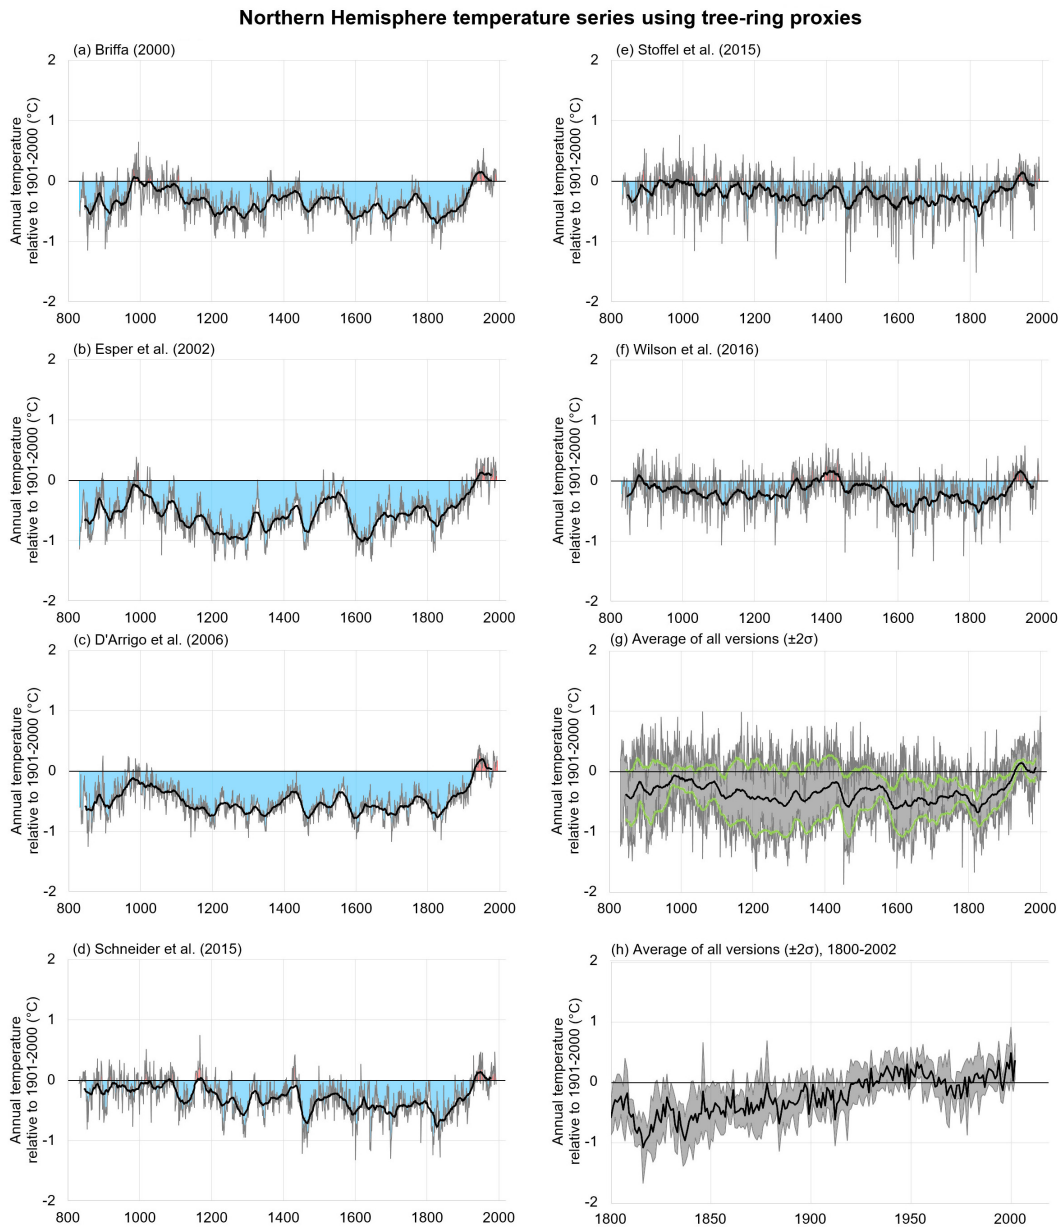 Northern Hemisphere temperature series using tree-ring proxies
(a) Briffa (2000)
Annual temperature
relative to 1901-2000 (°C)
2
1
0
-1
-2
800 1000 1200 1400 1600 1800 2000
(b) Esper et al. (2002)
Annual temperature
relative to 1901-2000 (°C)
2
1
0
-1
-2
800 1000 1200 1400 1600 1800 2000
(c) D'Arrigo et al. (2006)
Annual temperature
relative to 1901-2000 (°C)
2
1
0
-1
-2
800 1000 1200 1400 1600 1800 2000
(d) Schneider et al. (2015)
Annual temperature
relative to 1901-2000 (°C)
2
1
0
-1
-2
800 1000 1200 1400 1600 1800 2000
(e) Stoffel et al. (2015)
Annual temperature
relative to 1901-2000 (°C)
2
1
0
-1
-2
800 1000 1200 1400 1600 1800 2000
(f) Wilson et al. (2016)
Annual temperature
relative to 1901-2000 (°C)
2
1
0
-1
-2
800 1000 1200 1400 1600 1800 2000
(g) Average of all versions (±2σ)
Annual temperature
relative to 1901-2000 (°C)
2
1
0
-1
-2
800 1000 1200 1400 1600 1800 2000
(h) Average of all versions (±2σ), 1800-2002
Annual temperature
relative to 1901-2000 (°C)
2
1
0
-1
-2
1800 1850 1900 1950 2000